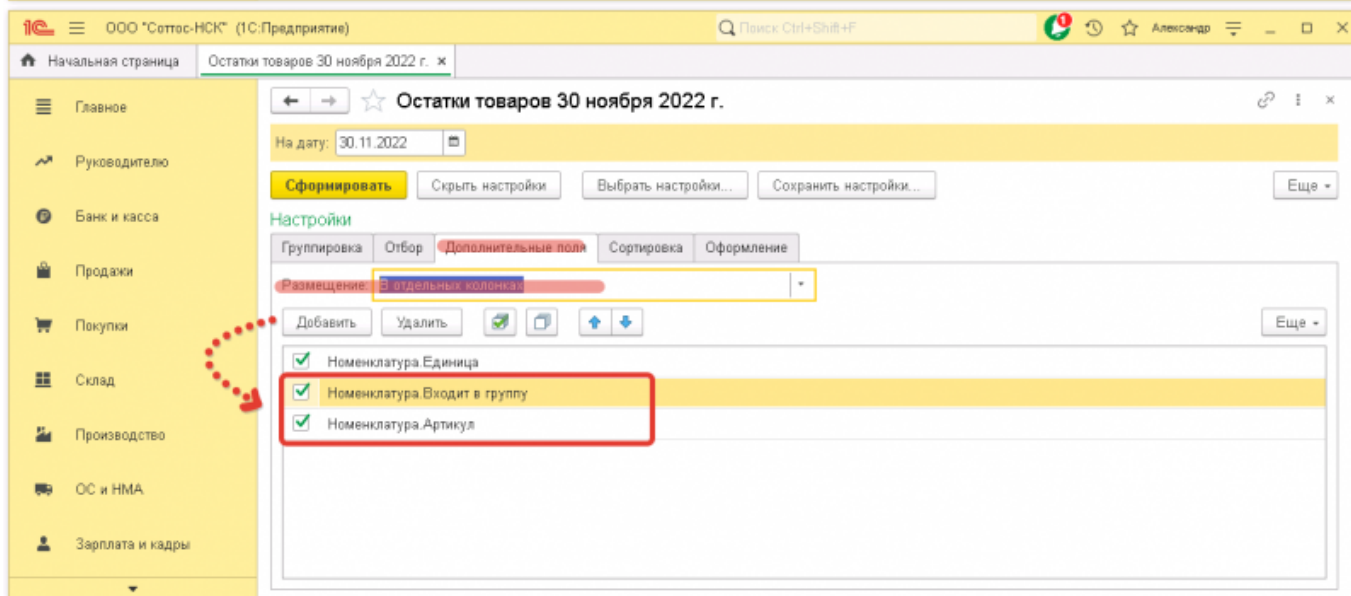 1С ООО "Соттос-НСК" (1С:Предприятие) Поиск Ctrl+Shift+F 1 Александр
Начальная страница Остатки товаров 30 ноября 2022 г. ×
Главное
Руководителю
Банк и касса
Продажи
Покупки
Склад
Производство
ОС и НМА
Зарплата и кадры
Остатки товаров 30 ноября 2022 г.
На дату: 30.11.2022
Сформировать Скрыть настройки Выбрать настройки... Сохранить настройки... Еще
Настройки
Группировка Отбор Дополнительные поля Сортировка Оформление
Размещение: В отдельных колонках
Добавить Удалить Еще
Номенклатура.Единица
Номенклатура.Входит в группу
Номенклатура.Артикул